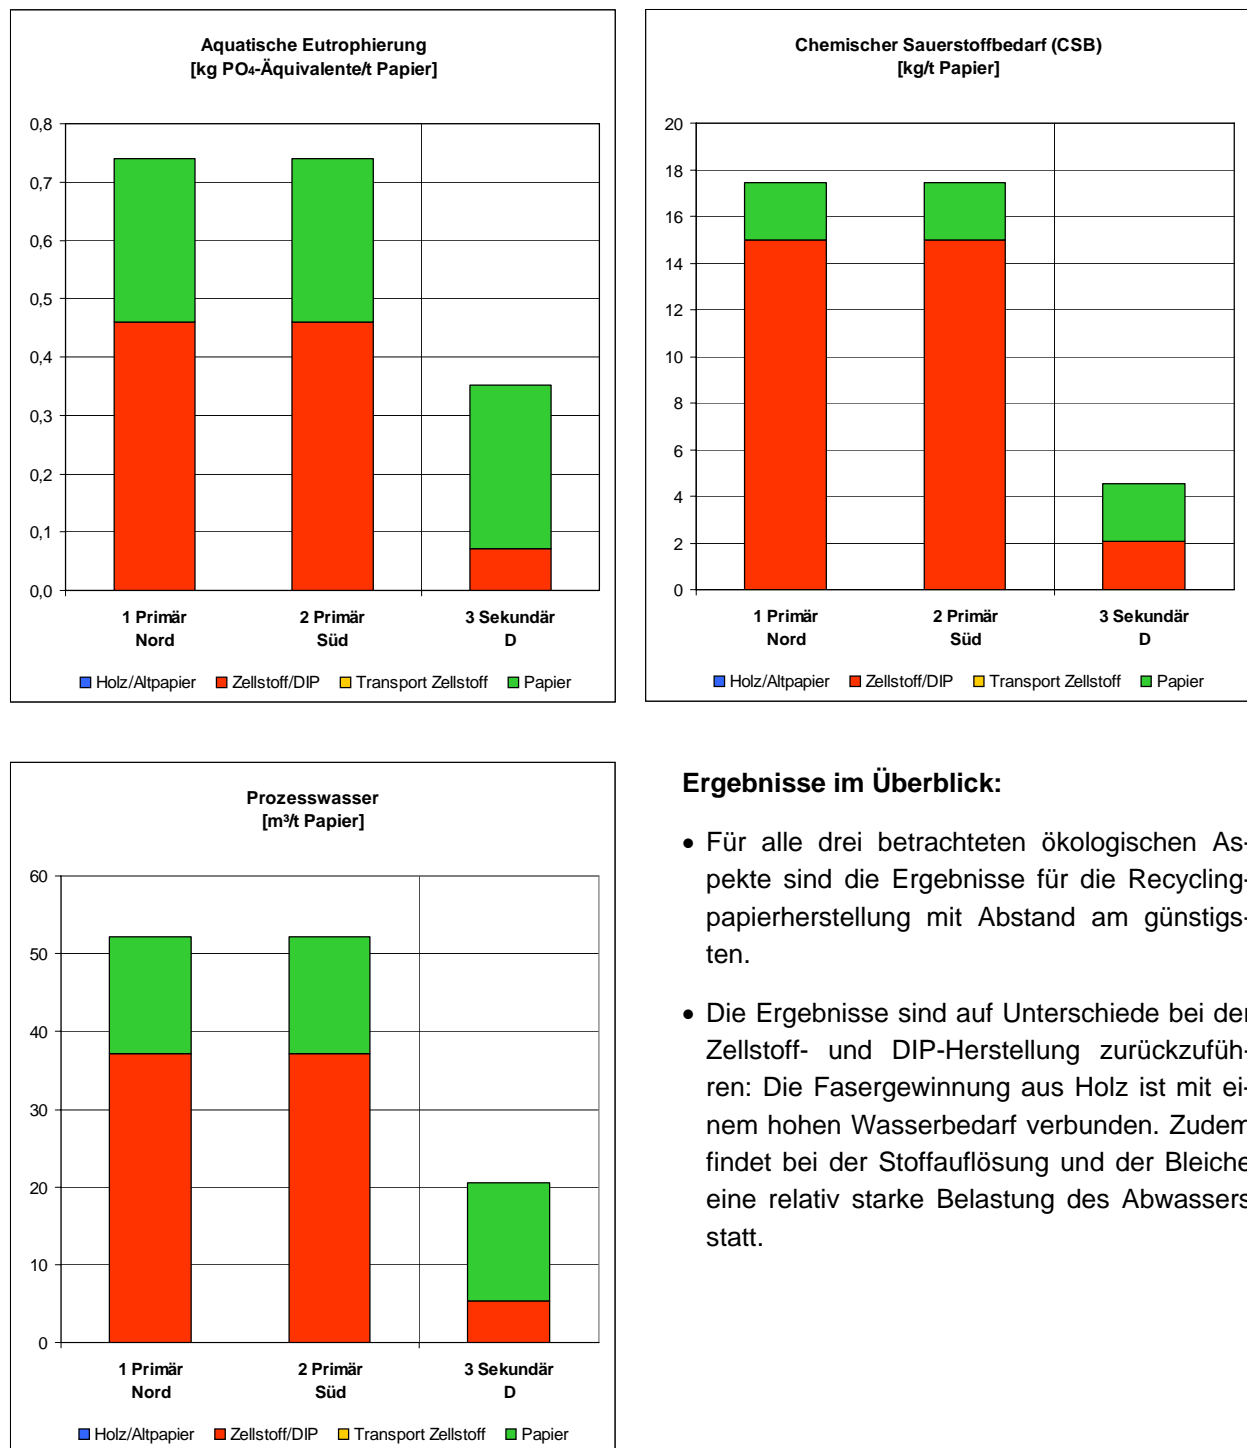 Aquatische Eutrophierung
[kg PO4-Äquivalente/t Papier]
0,8
0,7
0,6
0,5
0,4
0,3
0,2
0,1
0,0
1 Primär
Nord
2 Primär
Süd
3 Sekundär
D
Holz/Altpapier Zellstoff/DIP Transport Zellstoff Papier
Chemischer Sauerstoffbedarf (CSB)
[kg/t Papier]
20
18
16
14
12
10
8
6
4
2
0
1 Primär
Nord
2 Primär
Süd
3 Sekundär
D
Holz/Altpapier Zellstoff/DIP Transport Zellstoff Papier
Prozesswasser
[m³/t Papier]
60
50
40
30
20
10
0
1 Primär
Nord
2 Primär
Süd
3 Sekundär
D
Holz/Altpapier Zellstoff/DIP Transport Zellstoff Papier
Ergebnisse im Überblick:
• Für alle drei betrachteten ökologischen As-
pekte sind die Ergebnisse für die Recycling-
papierherstellung mit Abstand am günstigs-
ten.
• Die Ergebnisse sind auf Unterschiede bei der
Zellstoff- und DIP-Herstellung zurückzufüh-
ren: Die Fasergewinnung aus Holz ist mit ei-
nem hohen Wasserbedarf verbunden. Zudem
findet bei der Stoffauflösung und der Bleiche
eine relativ starke Belastung des Abwassers
statt.